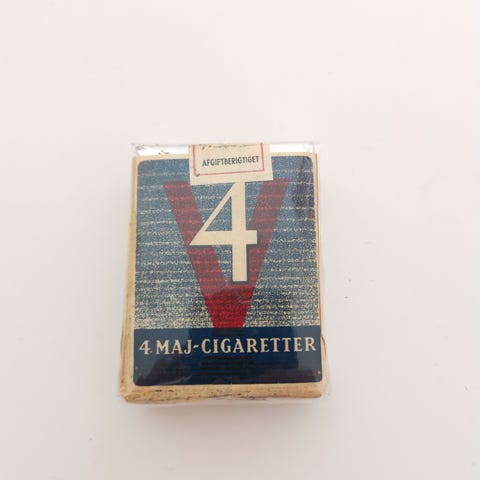 AFGIFTBERIGTIGET
V
4
4. MAJ-CIGARETTER